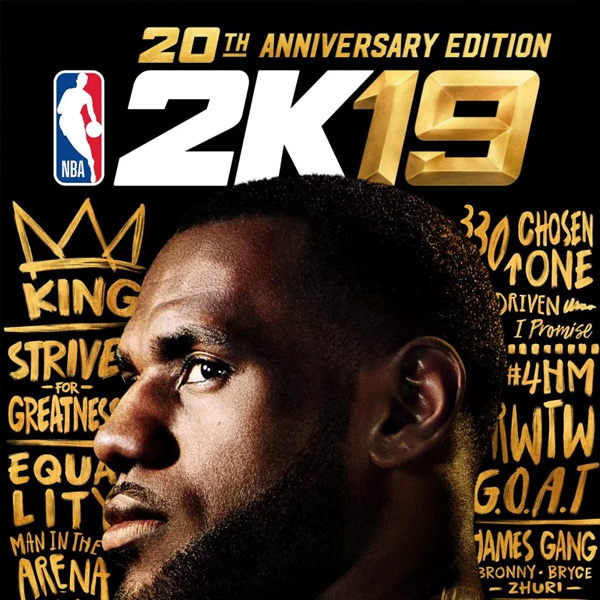 20TH ANNIVERSARY EDITION
NBA
2K19
KING
STRIVE
FOR
GREATNESS
EQUA
LITY
MAN IN THE
ARENA
330
CHOSEN
ONE
DRIVEN
I Promise
#4HM
RWTW
G.O.A.T
JAMES GANG
BRONNY · BRYCE
– ZHURI –